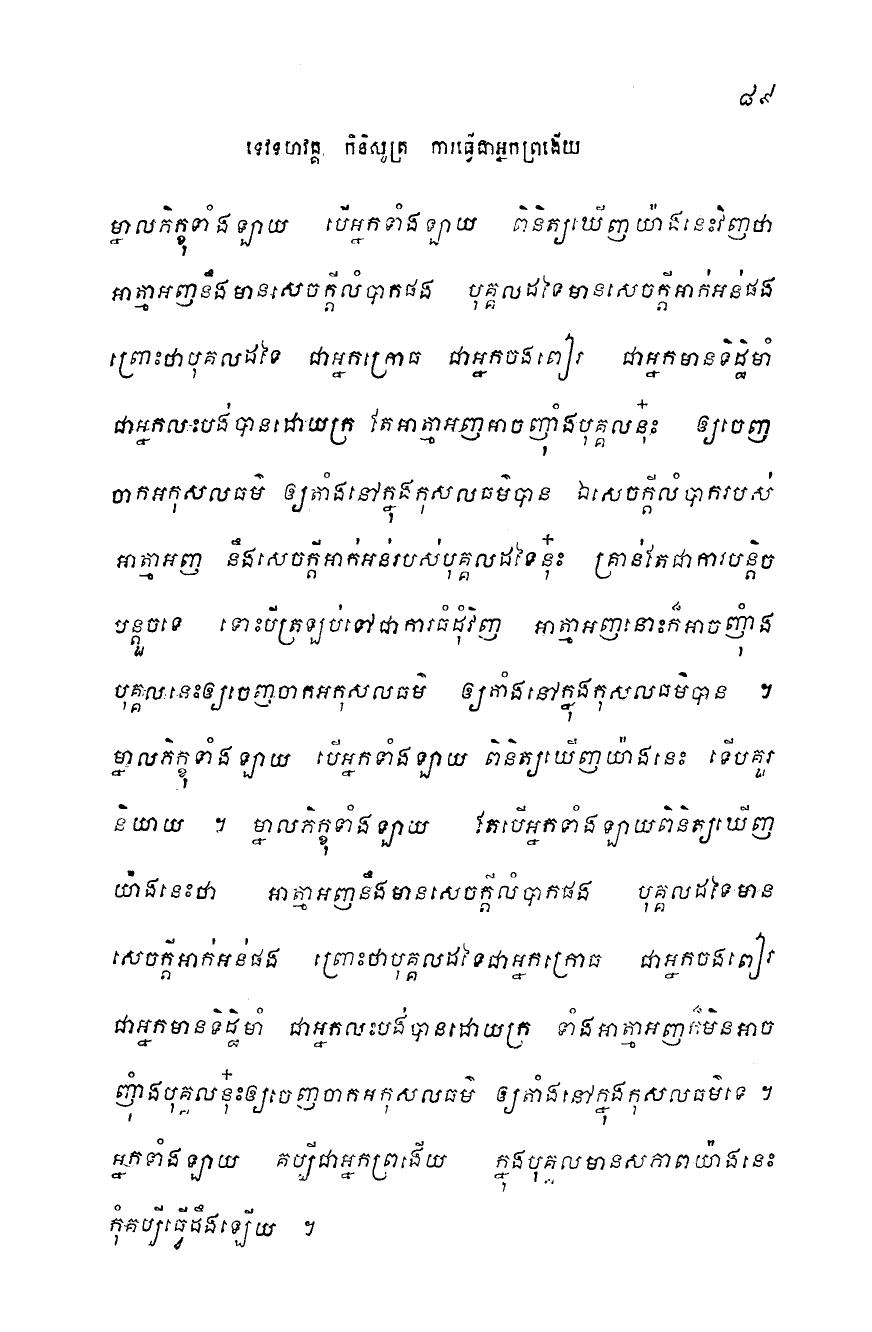 ៨៩
ទេវទហវគ្គ កិនិសូត្រ ការធ្វើជាអ្នកព្រងើយ
ម្នាលភិក្ខុទាំងឡាយ បើអ្នកទាំងឡាយ ពិនិត្យឃើញយ៉ាងនេះវិញថា
អាត្មាអញនឹងមានសេចក្តីលំបាកផង បុគ្គលដទៃមានសេចក្តីអាក់អន់ផង
ព្រោះថាបុគ្គលដទៃ ជាអ្នកក្រោធ ជាអ្នកចងពៀរ ជាអ្នកមានទិដ្ឋិមាំ
ជាអ្នកលះបង់បានដោយក្រ តែអាត្មាអញអាចញ៉ាំងបុគ្គលនុ៎ះ ឲ្យចេញ
ចាកអកុសលធម៌ ឲ្យតាំងនៅក្នុងកុសលធម៌បាន ឯសេចក្តីលំបាករបស់
អាត្មាអញ នឹងសេចក្តីអាក់អន់របស់បុគ្គលដទៃនុ៎ះ គ្រាន់តែជាការបន្តិច
បន្តួចទេ ទោះបីត្រឡប់ទៅជាការធំដុំវិញ អាត្មាអញនោះក៏អាចញុំាង
បុគ្គលនេះឲ្យចេញចាកអកុសលធម៌ ឲ្យតាំងនៅក្នុងកុសលធម៌បាន ។
ម្នាលភិក្ខុទាំងឡាយ បើអ្នកទាំងឡាយ ពិនិត្យឃើញយ៉ាងនេះ ទើបគួរ
និយាយ ។ ម្នាលភិក្ខុទាំងឡាយ តែបើអ្នកទាំងឡាយពិនិត្យឃើញ
យ៉ាងនេះថា អាត្មាអញនឹងមានសេចក្តីលំបាកផង បុគ្គលដទៃមាន
សេចក្តីអាក់អន់ផង ព្រោះថាបុគ្គលដទៃជាអ្នកក្រោធ ជាអ្នកចងពៀរ
ជាអ្នកមានទិដ្ឋិមាំ ជាអ្នកលះបង់បានដោយក្រ ទាំងអាត្មាអញក៏មិនអាច
ញុំាងបុគ្គលនុ៎ះឲ្យចេញចាកអកុសលធម៌ ឲ្យតាំងនៅក្នុងកុសលធម៌ទេ ។
អ្នកទាំងឡាយ គប្បីជាអ្នកព្រងើយ ក្នុងបុគ្គលមានសភាពយ៉ាងនេះ
កុំគប្បីធ្វើដឹងឡើយ ។